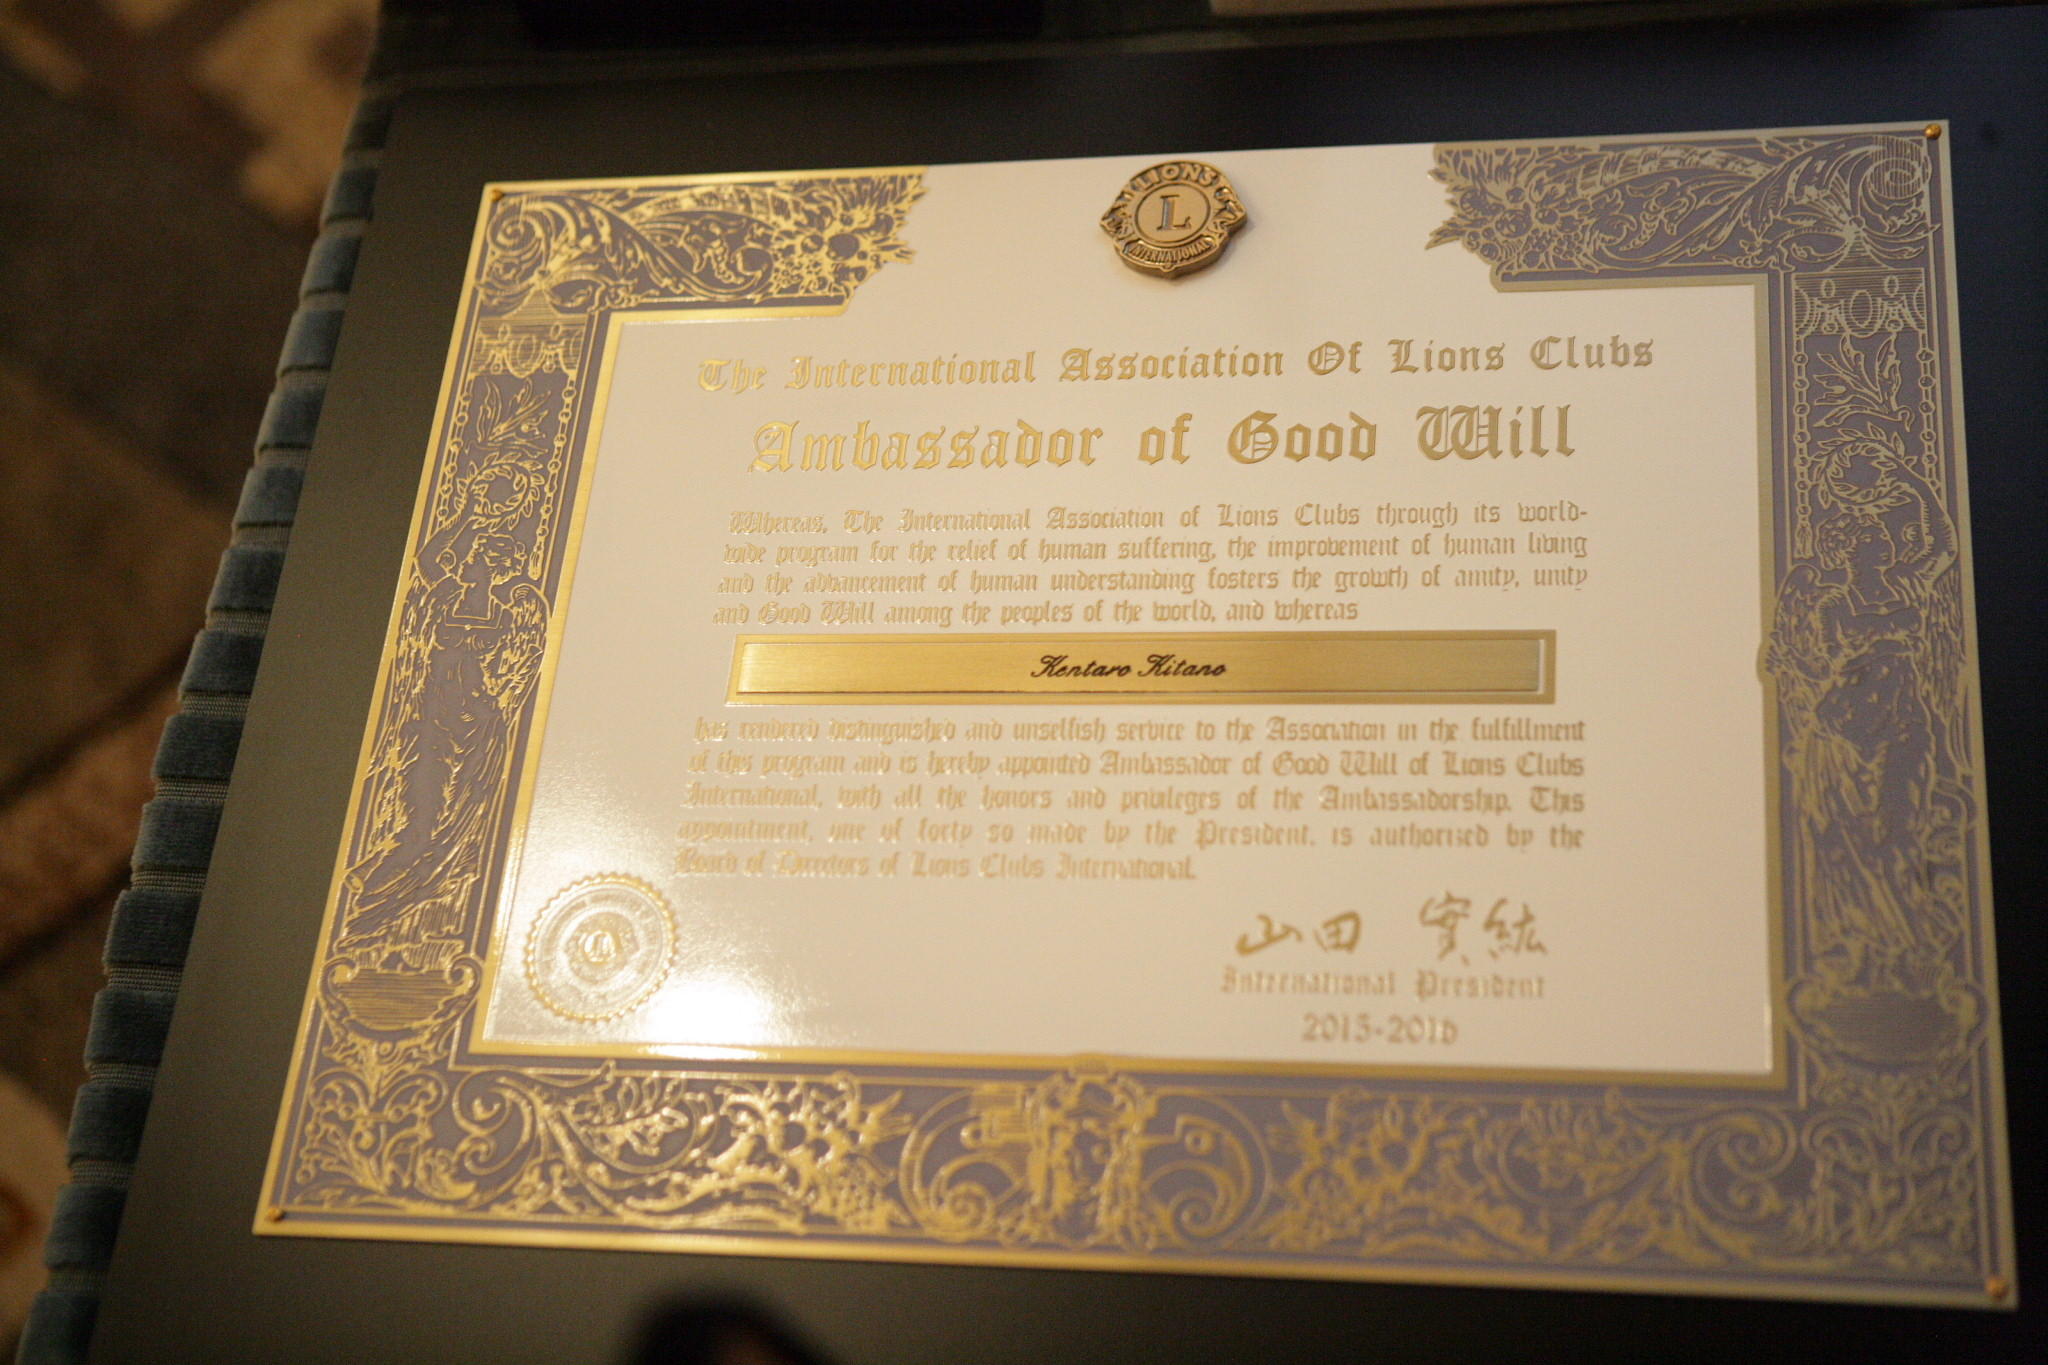 LIONS
L
INTERNATIONAL
The International Association Of Lions Clubs
Ambassador of Good Will
Whereas, The International Association of Lions Clubs through its world-
wide program for the relief of human suffering, the improvement of human living
and the advancement of human understanding fosters the growth of amity, unity
and Good Will among the peoples of the world, and whereas
Kentaro Kitano
has rendered distinguished and unselfish service to the Association in the fulfillment
of this program and is hereby appointed Ambassador of Good Will of Lions Clubs
International, with all the honors and privileges of the Ambassadorship. This
appointment, one of forty so made by the President, is authorized by the
Board of Directors of Lions Clubs International.
山田 實紘
International President
2015-2016